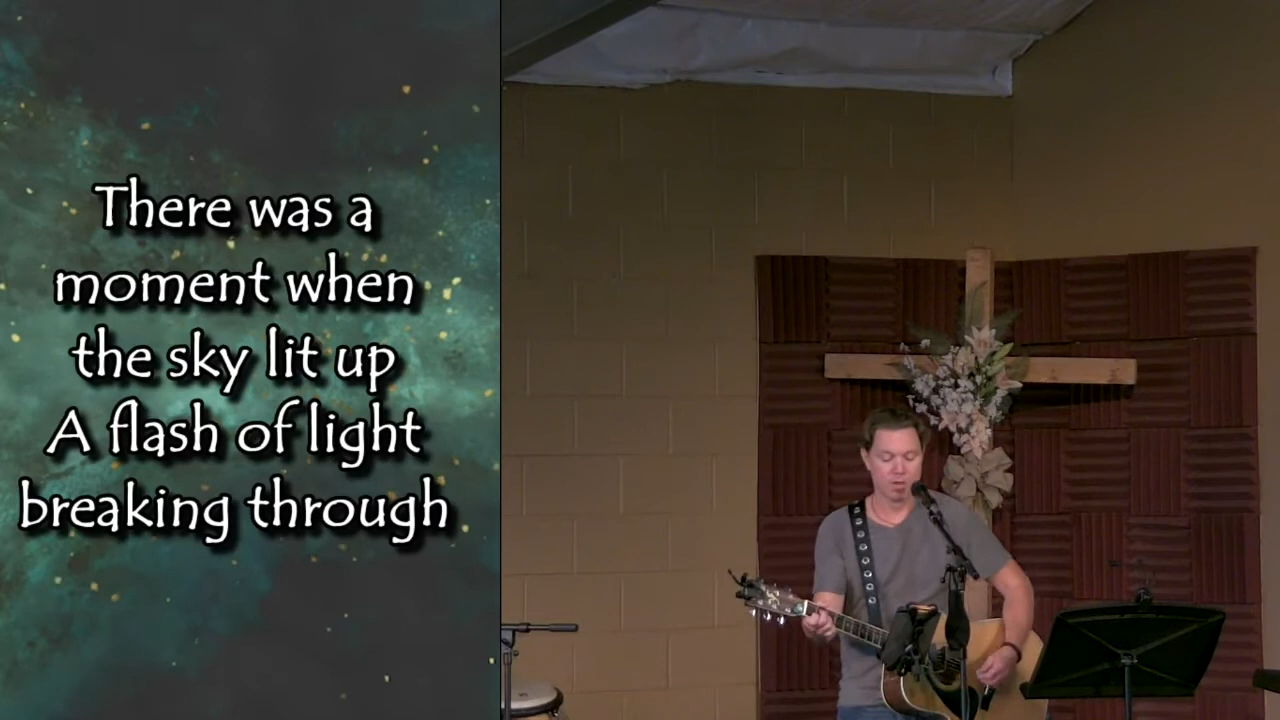 There was a
moment when
the sky lit up
A flash of light
breaking through